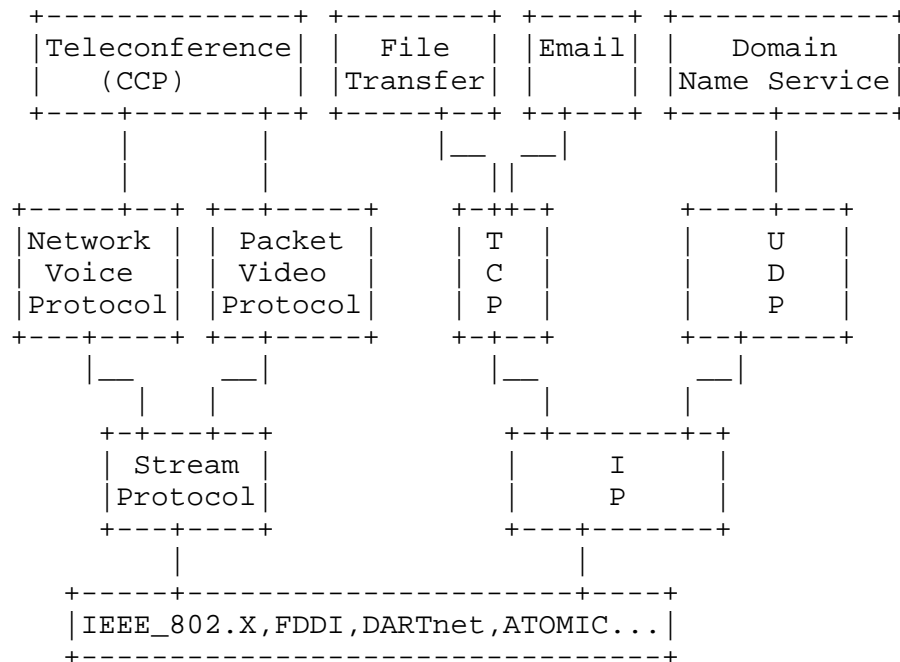 Teleconference File Email Domain
(CCP) Transfer Name Service
Network Packet T U
Voice Video C D
Protocol Protocol P P
Stream I
Protocol P
IEEE_802.X,FDDI,DARTnet,ATOMIC...